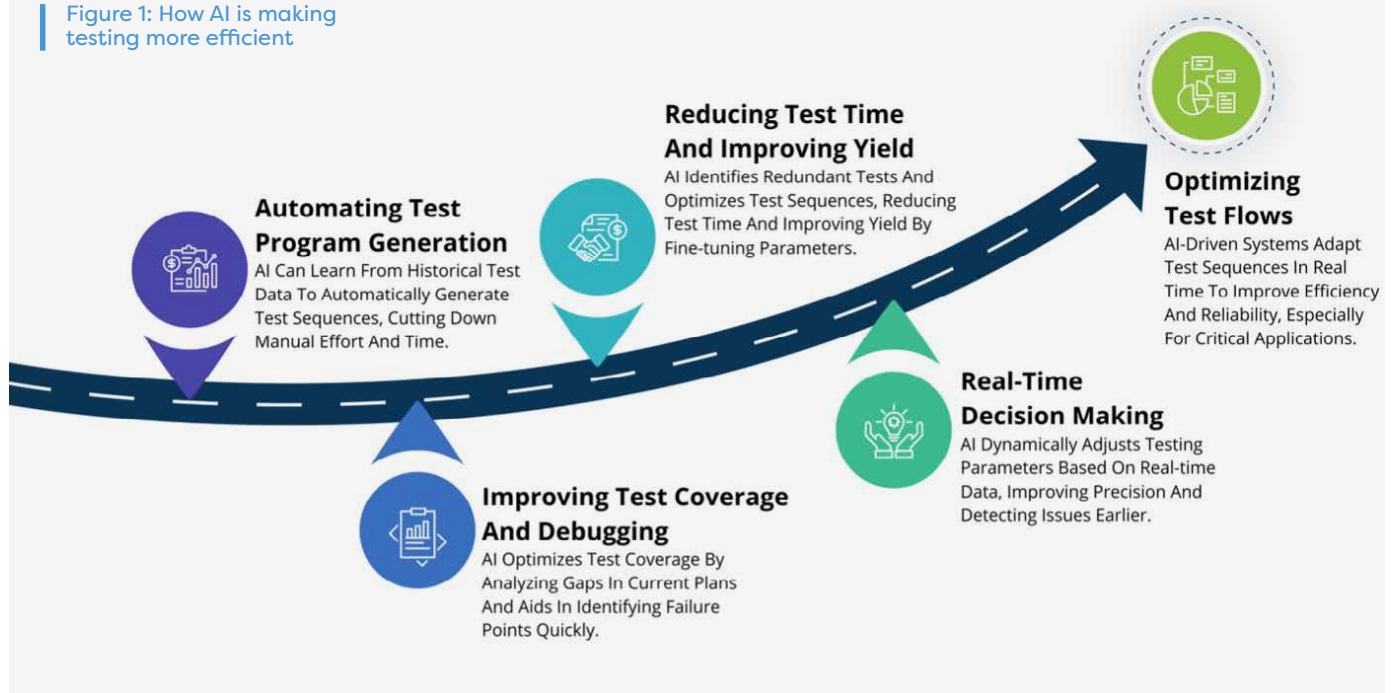 Figure 1: How AI is making
testing more efficient
Automating Test
Program Generation
AI Can Learn From Historical Test
Data To Automatically Generate
Test Sequences, Cutting Down
Manual Effort And Time.
Improving Test Coverage
And Debugging
AI Optimizes Test Coverage By
Analyzing Gaps In Current Plans
And Aids In Identifying Failure
Points Quickly.
Reducing Test Time
And Improving Yield
AI Identifies Redundant Tests And
Optimizes Test Sequences, Reducing
Test Time And Improving Yield By
Fine-tuning Parameters.
Real-Time
Decision Making
AI Dynamically Adjusts Testing
Parameters Based On Real-time
Data, Improving Precision And
Detecting Issues Earlier.
Optimizing
Test Flows
AI-Driven Systems Adapt
Test Sequences In Real
Time To Improve Efficiency
And Reliability, Especially
For Critical Applications.